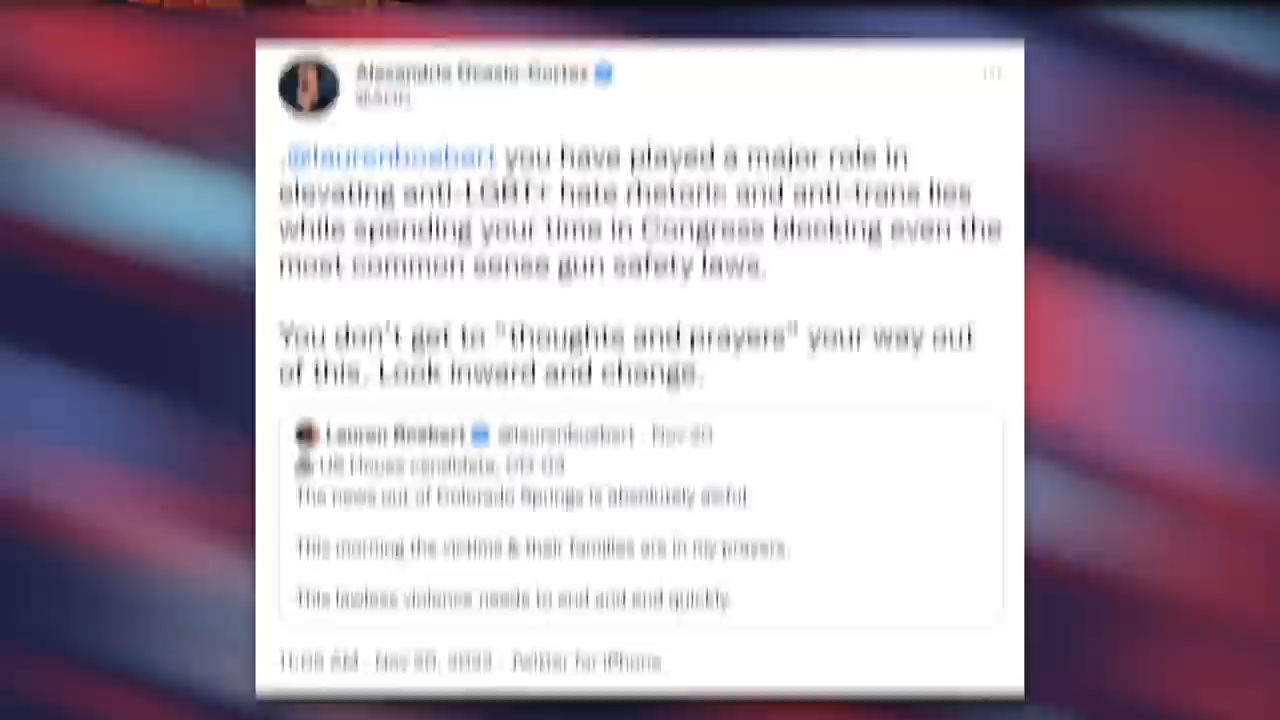 Alexandria Ocasio-Cortez
@AOC
.@laurenboebert you have played a major role in
elevating anti-LGBT+ hate rhetoric and anti-trans lies
while spending your time in Congress blocking even the
most common sense gun safety laws.
You don't get to "thoughts and prayers" your way out
of this. Look inward and change.
Lauren Boebert @laurenboebert · Nov 20
US House candidate, CO-03
The news out of Colorado Springs is absolutely awful.
This morning the victims & their families are in my prayers.
This lawless violence needs to end and end quickly.
AM · Nov 20, 2022 · Twitter for iPhone